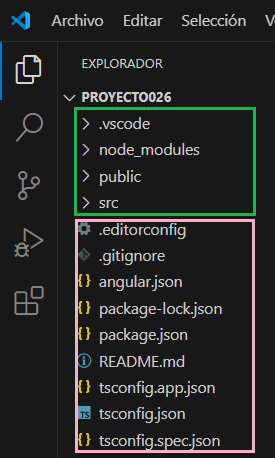 Archivo Editar Selección
EXPLORADOR
PROYECTO026
.vscode
node_modules
public
src
.editorconfig
.gitignore
{} angular.json
{} package-lock.json
{} package.json
README.md
{} tsconfig.app.json
TS tsconfig.json
{} tsconfig.spec.json